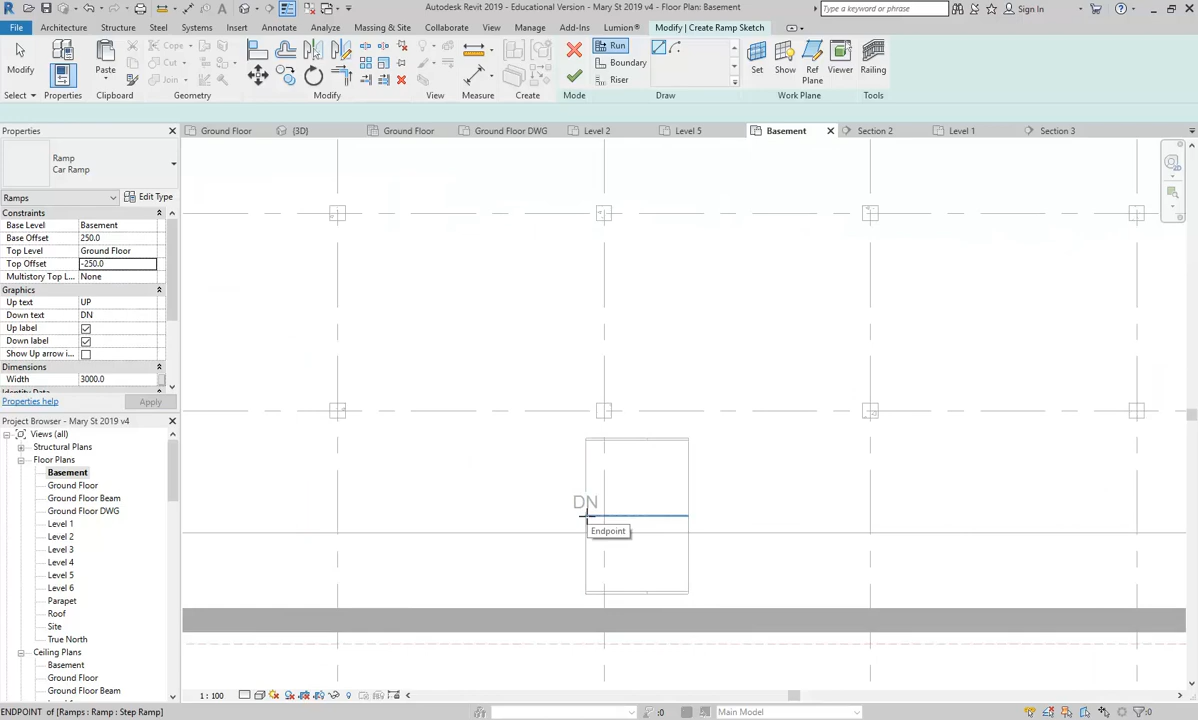 Autodesk Revit 2019 - Educational Version - Mary St 2019 v4 - Floor Plan: Basement
Type a keyword or phrase
Sign In
File Architecture Structure Steel Systems Insert Annotate Analyze Massing & Site Collaborate View Manage Add-Ins Lumion® Modify | Create Ramp Sketch
Modify
Properties
Paste
Cope
Cut
Join
Run
Boundary
Riser
Set
Show
Ref
Plane
Viewer
Railing
Select Properties Clipboard Geometry Modify View Measure Create Mode Draw Work Plane Tools
Properties
Ground Floor
(3D)
Ground Floor
Ground Floor DWG
Level 2
Level 5
Basement
Section 2
Level 1
Section 3
Ramp
Car Ramp
Ramps
Edit Type
Constraints
Base Level Basement
Base Offset 250.0
Top Level Ground Floor
Top Offset -250.0
Multistory Top L... None
Graphics
Up text UP
Down text DN
Up label
Down label
Show Up arrow i...
Dimensions
Width 3000.0
Identity Data
Properties help
Apply
Project Browser - Mary St 2019 v4
Views (all)
Structural Plans
Floor Plans
Basement
Ground Floor
Ground Floor Beam
Ground Floor DWG
Level 1
Level 2
Level 3
Level 4
Level 5
Level 6
Parapet
Roof
Site
True North
Ceiling Plans
Basement
Ground Floor
Ground Floor Beam
DN
Endpoint
1 : 100
ENDPOINT of [Ramps : Ramp : Step Ramp]
:0
Main Model
:0